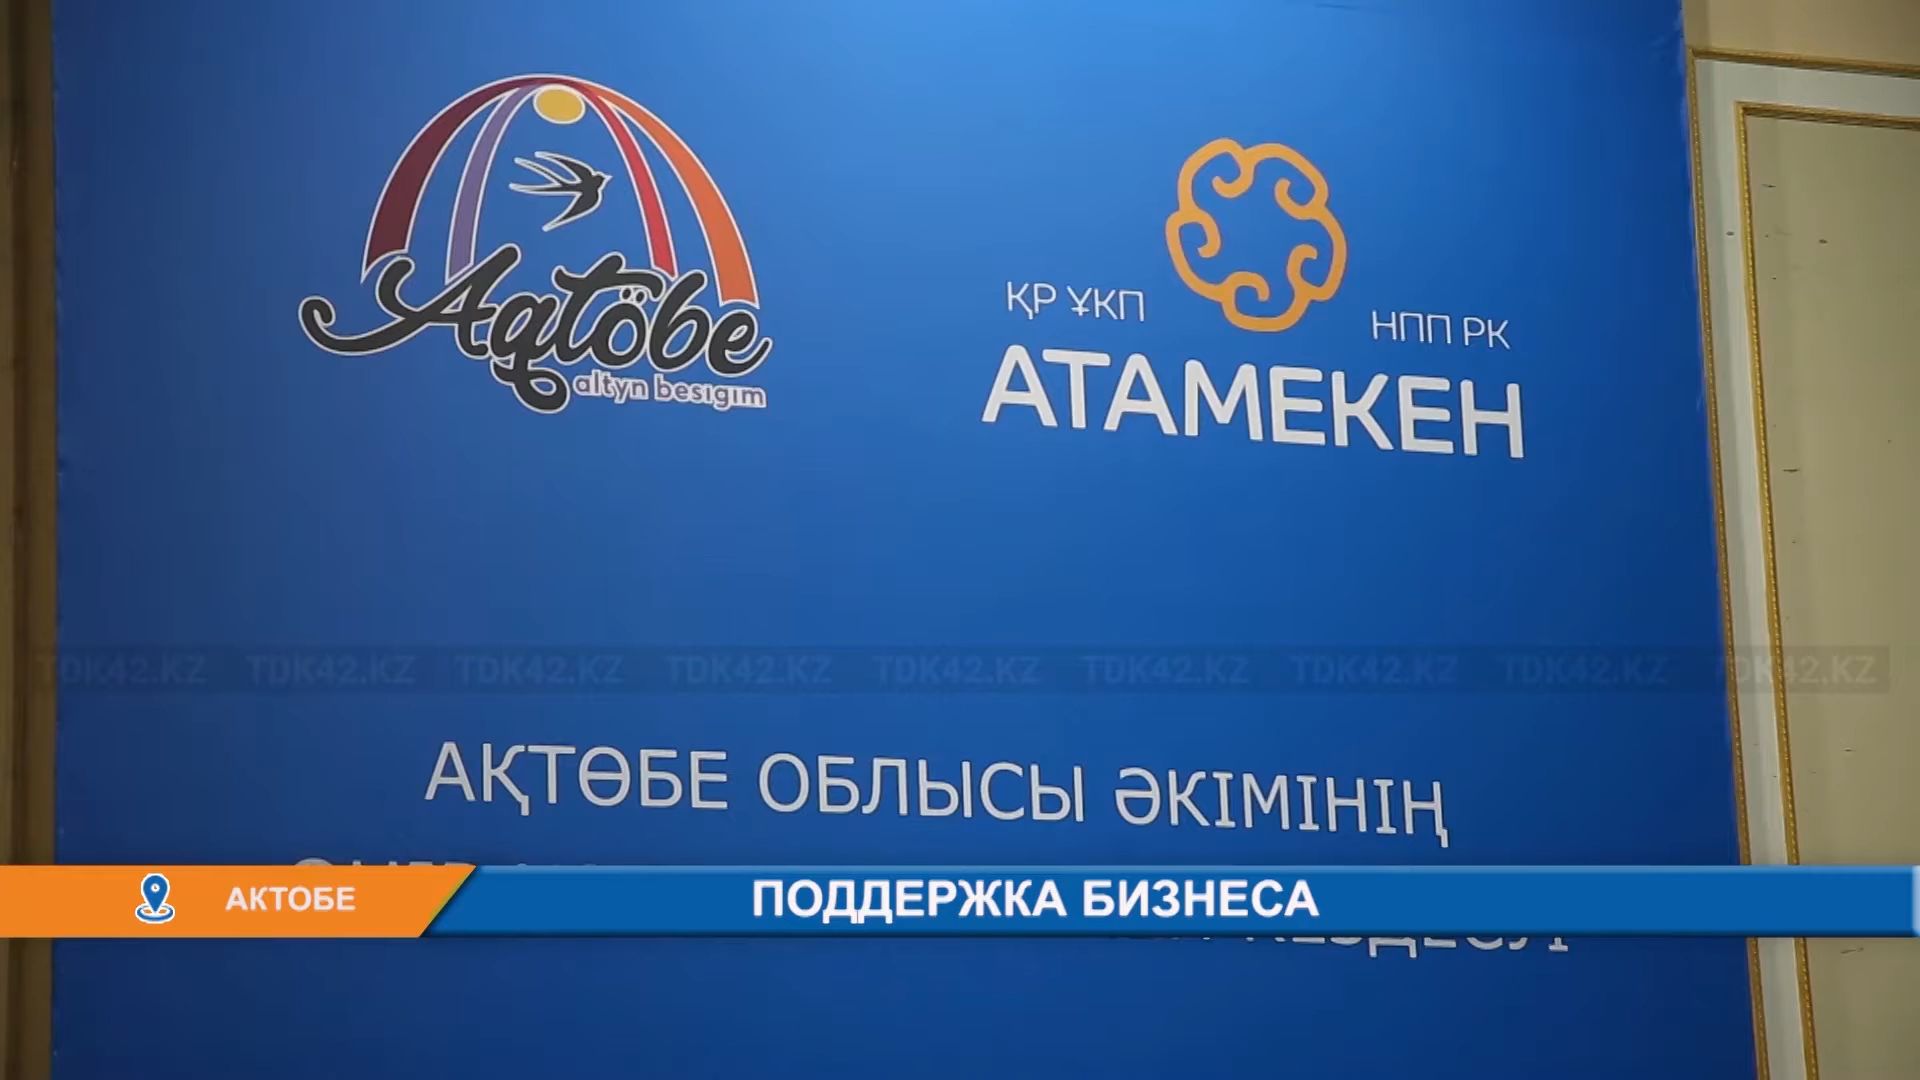 Aqtöbe
altyn besıgım
ҚР ҰКП
НПП РК
АТАМЕКЕН
TDK42.KZ TDK42.KZ TDK42.KZ TDK42.KZ TDK42.KZ TDK42.KZ TDK42.KZ TDK42.KZ TDK42.KZ
АҚТӨБЕ ОБЛЫСЫ ӘКІМІНІҢ
АКТОБЕ
ПОДДЕРЖКА БИЗНЕСА